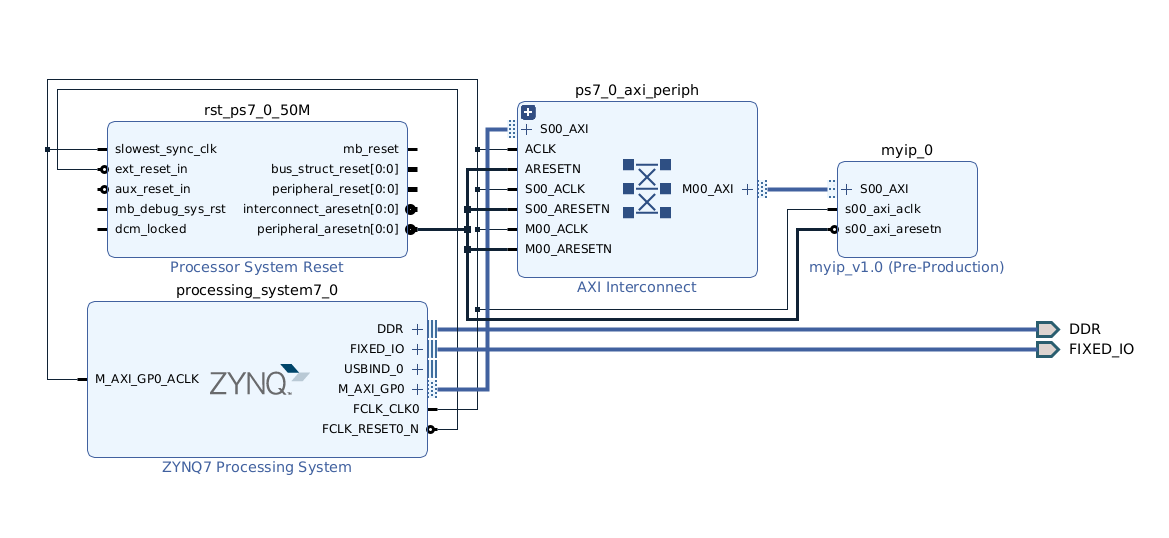 rst_ps7_0_50M
slowest_sync_clk
ext_reset_in
aux_reset_in
mb_debug_sys_rst
dcm_locked
mb_reset
bus_struct_reset[0:0]
peripheral_reset[0:0]
interconnect_aresetn[0:0]
peripheral_aresetn[0:0]
Processor System Reset
ps7_0_axi_periph
S00_AXI
ACLK
ARESETN
S00_ACLK
S00_ARESETN
M00_ACLK
M00_ARESETN
M00_AXI
AXI Interconnect
myip_0
S00_AXI
s00_axi_aclk
s00_axi_aresetn
myip_v1.0 (Pre-Production)
processing_system7_0
M_AXI_GP0_ACLK
ZYNQ
DDR
FIXED_IO
USBIND_0
M_AXI_GP0
FCLK_CLK0
FCLK_RESET0_N
ZYNQ7 Processing System
DDR
FIXED_IO